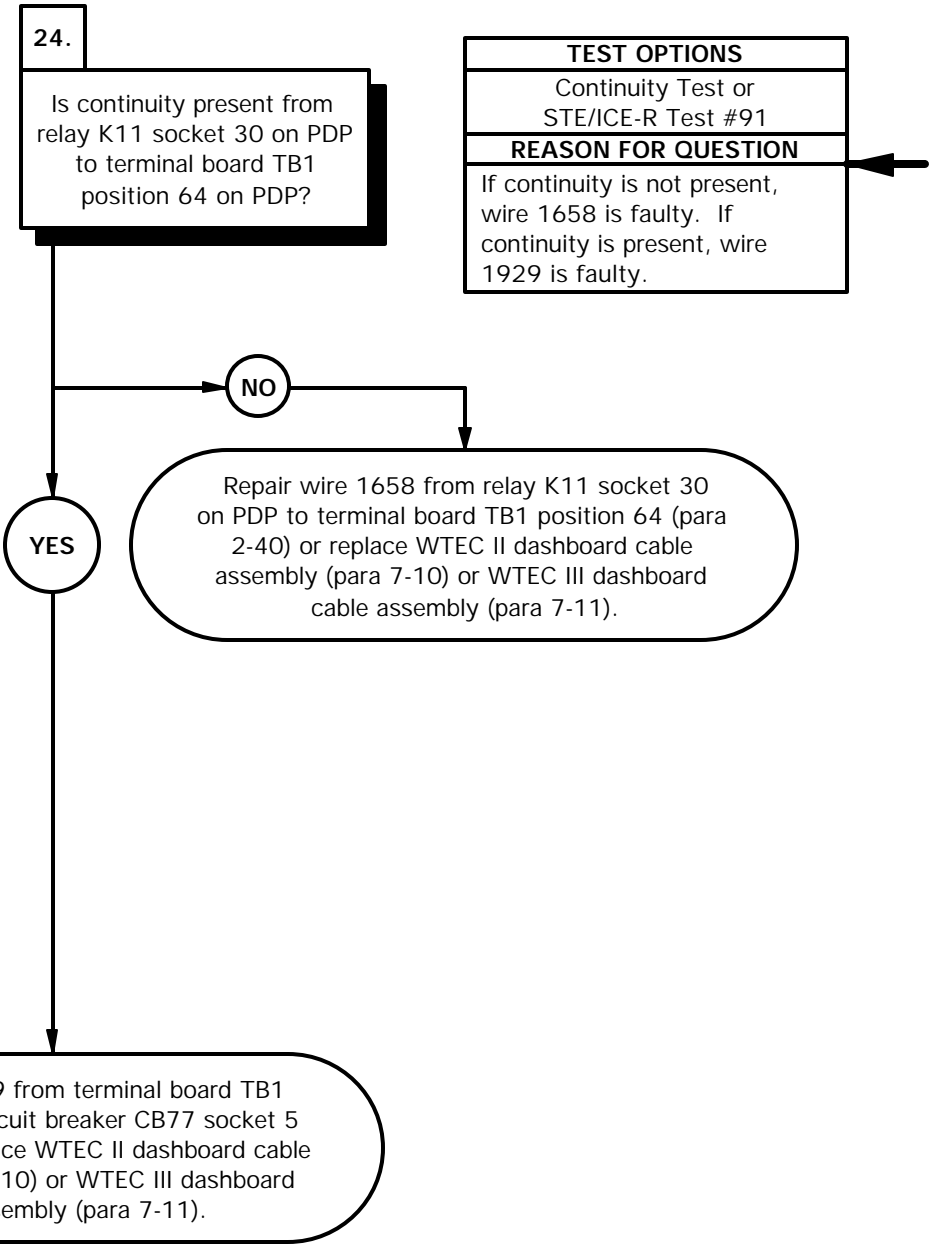 24.
Is continuity present from
relay K11 socket 30 on PDP
to terminal board TB1
position 64 on PDP?
TEST OPTIONS
Continuity Test or
STE/ICE-R Test #91
REASON FOR QUESTION
If continuity is not present,
wire 1658 is faulty. If
continuity is present, wire
1929 is faulty.
NO
Repair wire 1658 from relay K11 socket 30
on PDP to terminal board TB1 position 64 (para
2-40) or replace WTEC II dashboard cable
assembly (para 7-10) or WTEC III dashboard
cable assembly (para 7-11).
YES
9 from terminal board TB1
cuit breaker CB77 socket 5
ce WTEC II dashboard cable
10) or WTEC III dashboard
embly (para 7-11).